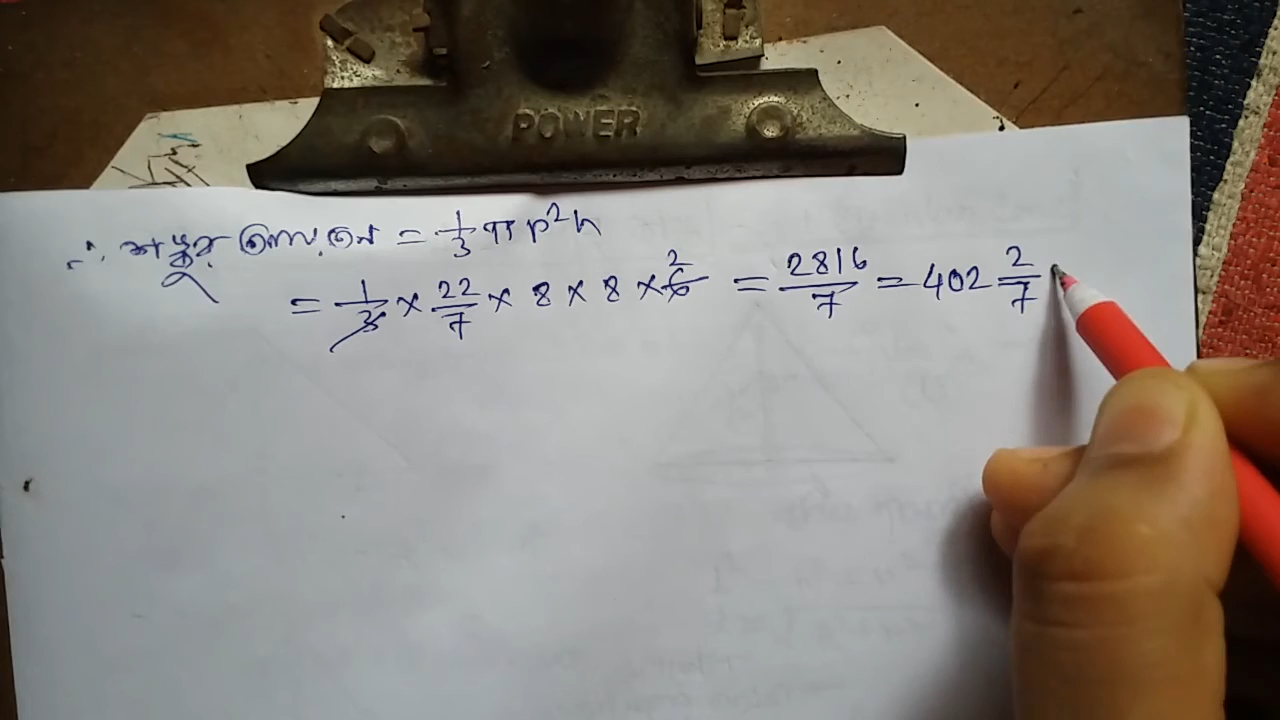 POWER
∴ শঙ্কুর আয়তন = 1/3 πr²h
= 1/3 × 22/7 × 8 × 8 × 6 2 = 2816/7 = 402 2/7